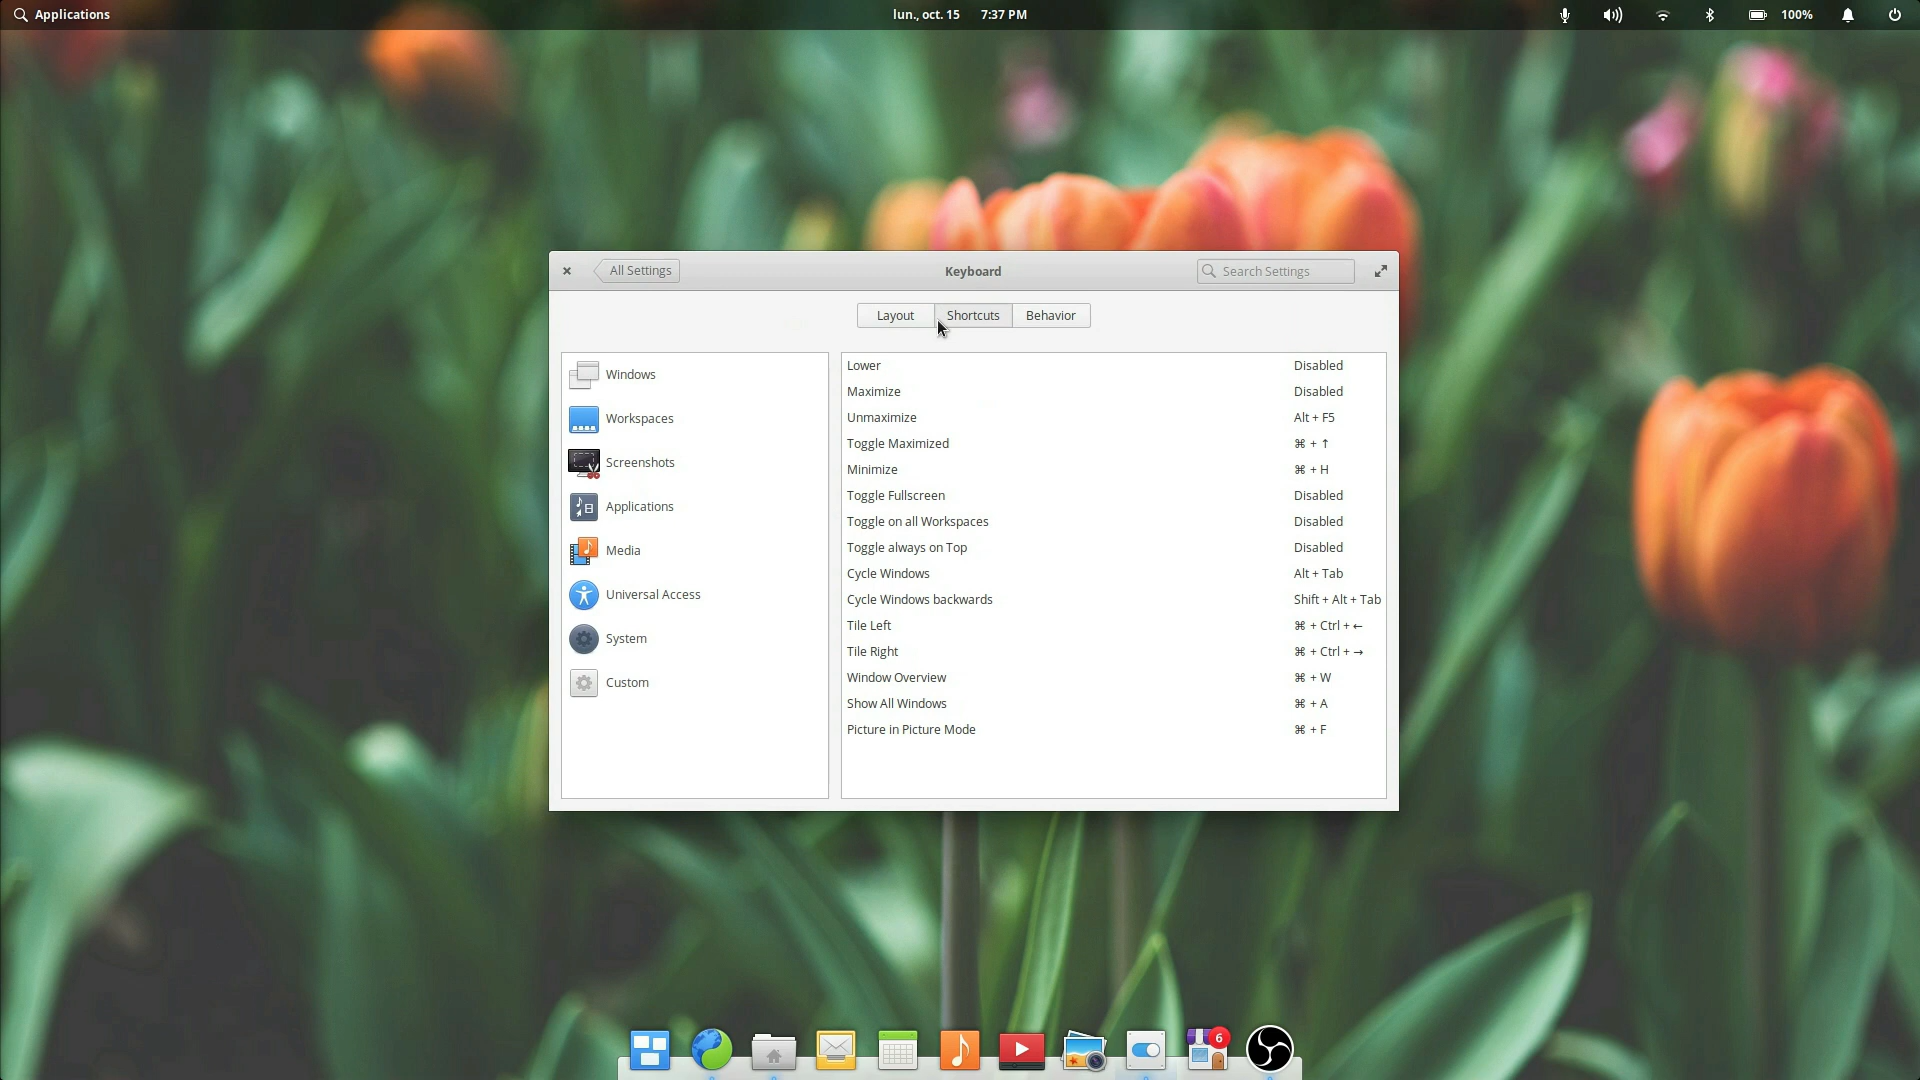 Applications
lun., oct. 15 7:37 PM
100%
All Settings
Keyboard
Search Settings
Layout
Shortcuts
Behavior
Windows
Workspaces
Screenshots
Applications
Media
Universal Access
System
Custom
Lower Disabled
Maximize Disabled
Unmaximize Alt + F5
Toggle Maximized ⌘ + ↑
Minimize ⌘ + H
Toggle Fullscreen Disabled
Toggle on all Workspaces Disabled
Toggle always on Top Disabled
Cycle Windows Alt + Tab
Cycle Windows backwards Shift + Alt + Tab
Tile Left ⌘ + Ctrl + ←
Tile Right ⌘ + Ctrl + →
Window Overview ⌘ + W
Show All Windows ⌘ + A
Picture in Picture Mode ⌘ + F
6